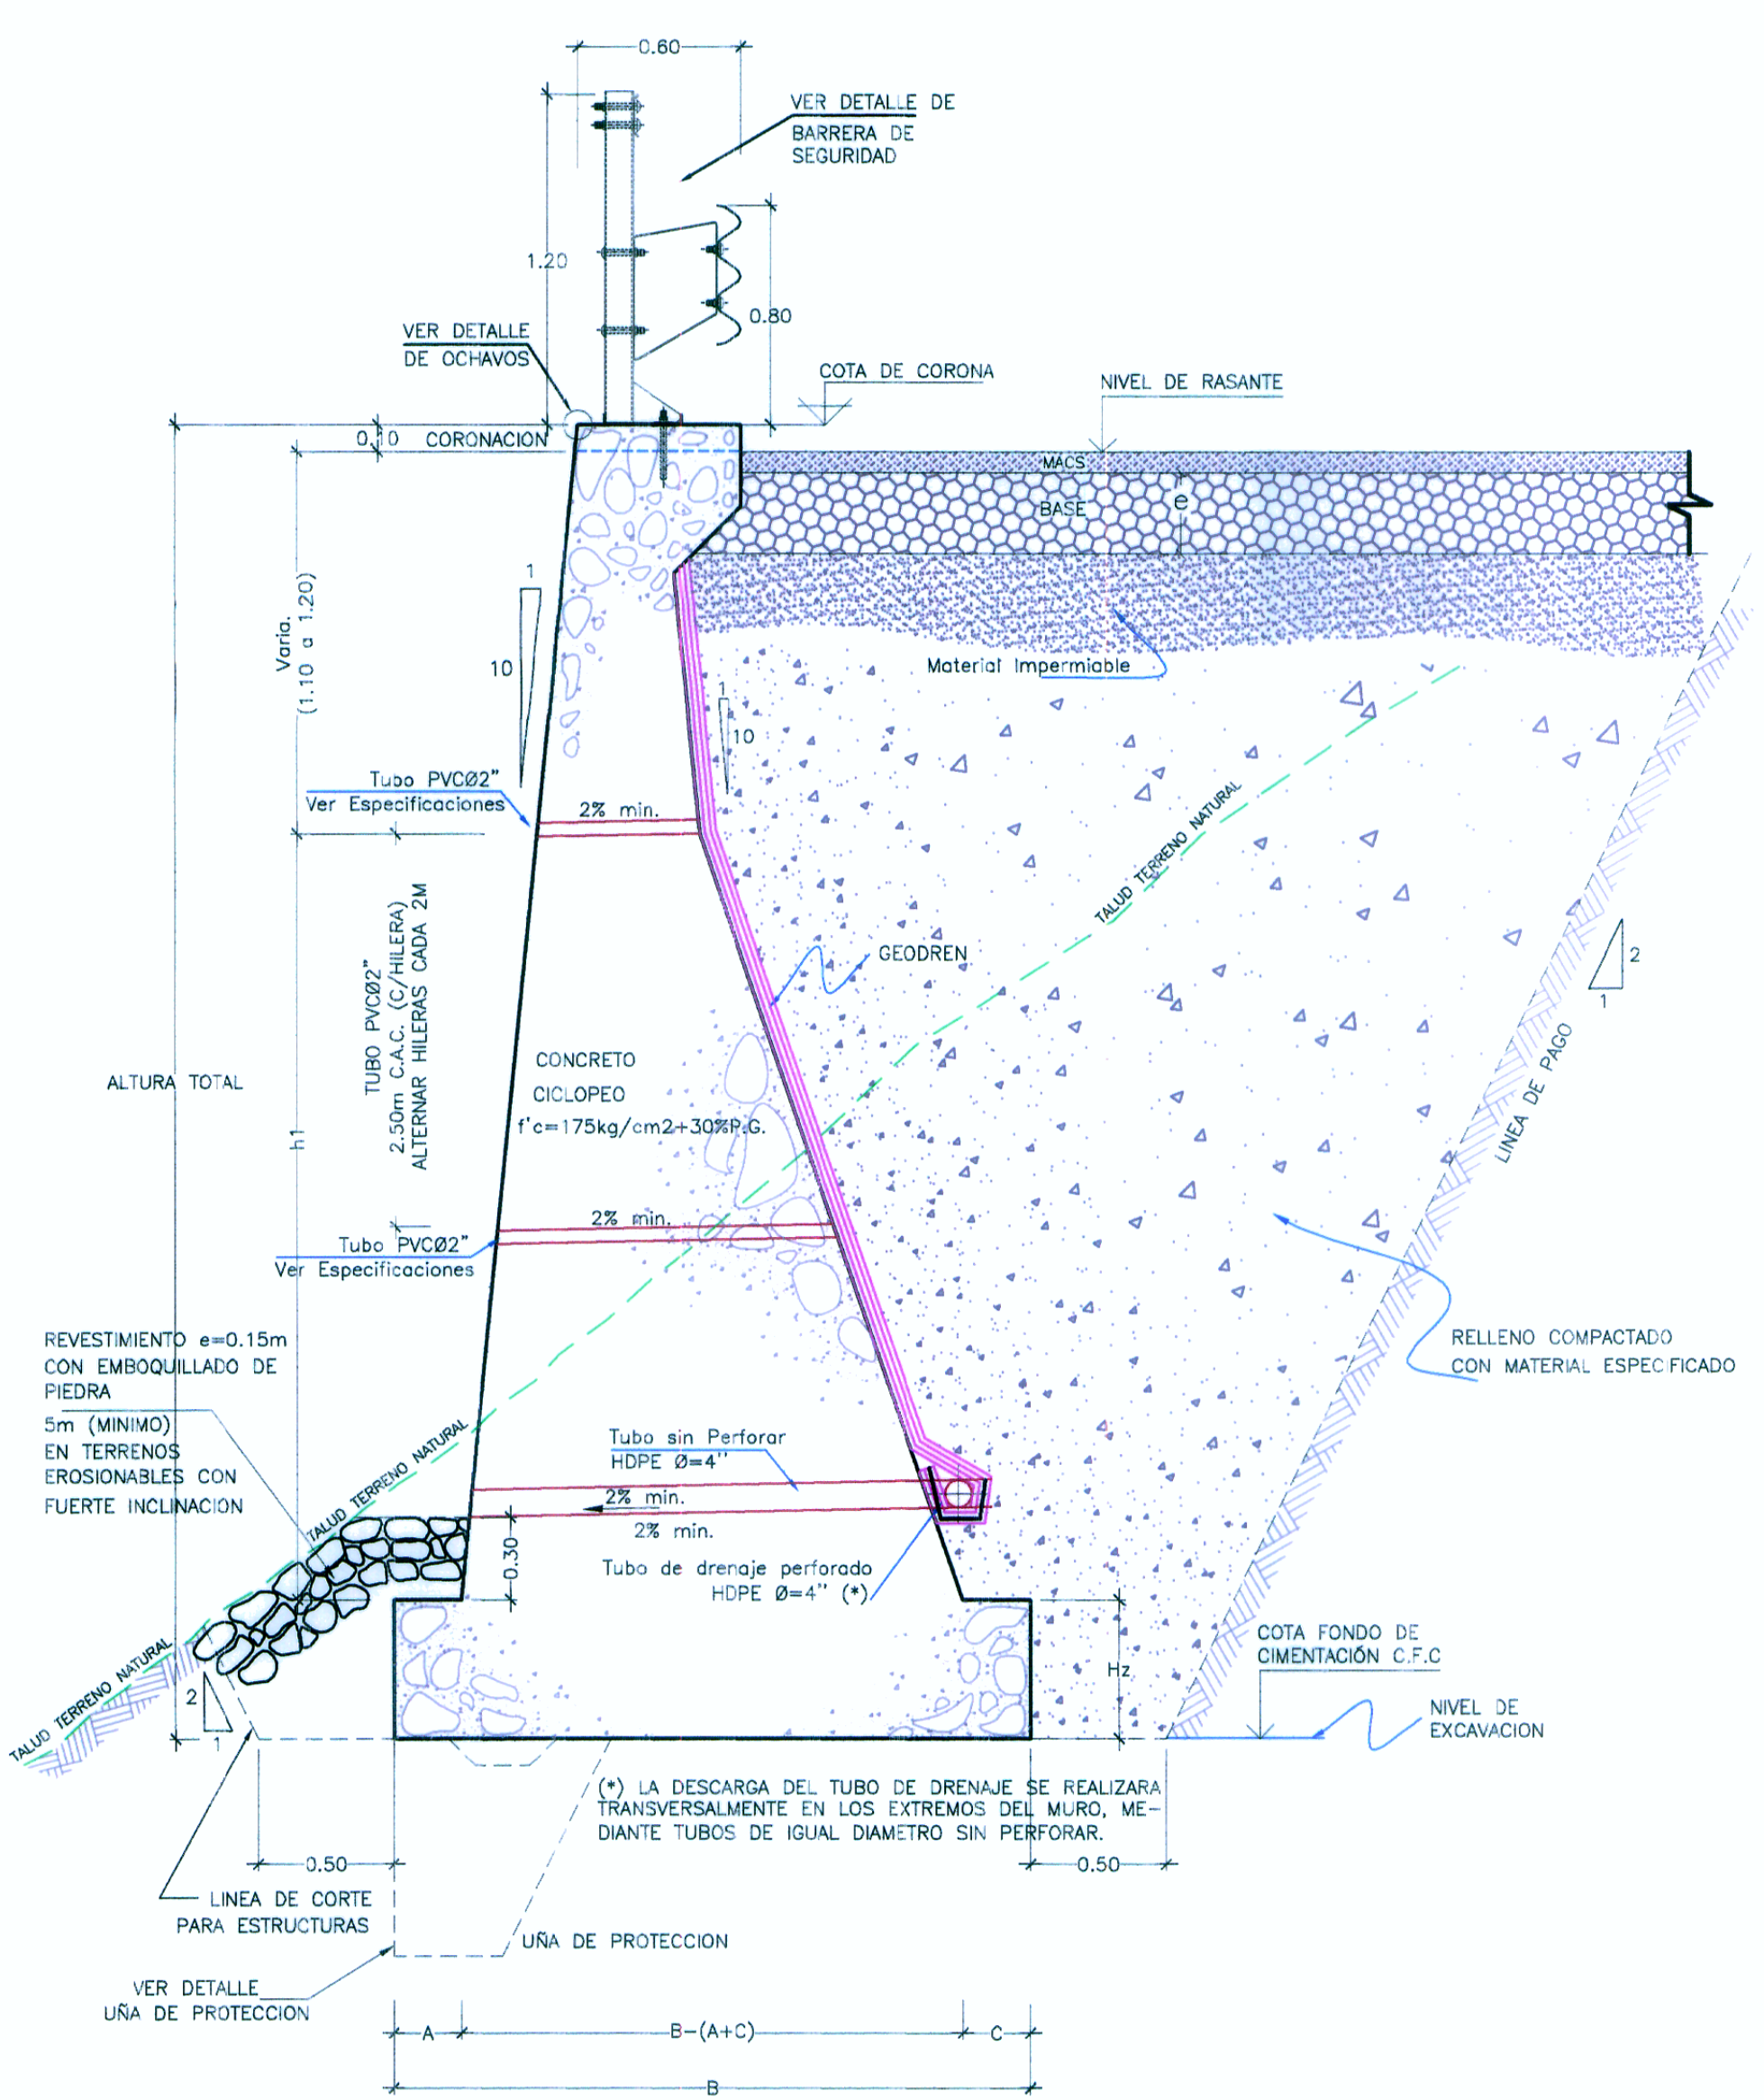 0.60
VER DETALLE DE
BARRERA DE
SEGURIDAD
1.20
0.80
VER DETALLE
DE OCHAVOS
COTA DE CORONA
NIVEL DE RASANTE
0.10 CORONACION
MACS
BASE
e
Varia.
(1.10 a 1.20)
1
10
Material Impermiable
1
10
Tubo PVCØ2"
Ver Especificaciones
2% min.
TALUD TERRENO NATURAL
GEODREN
2
1
LINEA DE PAGO
TUBO PVCØ2"
2.50m C.A.C. (C/HILERA)
ALTERNAR HILERAS CADA 2M
ALTURA TOTAL
h1
CONCRETO
CICLOPEO
f'c=175kg/cm2+30%P.G.
2% min.
Tubo PVCØ2"
Ver Especificaciones
REVESTIMIENTO e=0.15m
CON EMBOQUILLADO DE
PIEDRA
5m (MINIMO)
EN TERRENOS
EROSIONABLES CON
FUERTE INCLINACION
RELLENO COMPACTADO
CON MATERIAL ESPECIFICADO
TALUD TERRENO NATURAL
Tubo sin Perforar
HDPE Ø=4"
2% min.
2% min.
0.30
Tubo de drenaje perforado
HDPE Ø=4" (*)
TALUD TERRENO NATURAL
2
1
Hz
COTA FONDO DE
CIMENTACIÓN C.F.C
NIVEL DE
EXCAVACION
(*) LA DESCARGA DEL TUBO DE DRENAJE SE REALIZARA
TRANSVERSALMENTE EN LOS EXTREMOS DEL MURO, ME-
DIANTE TUBOS DE IGUAL DIAMETRO SIN PERFORAR.
0.50
0.50
LINEA DE CORTE
PARA ESTRUCTURAS
UÑA DE PROTECCION
VER DETALLE
UÑA DE PROTECCION
A
B-(A+C)
C
B